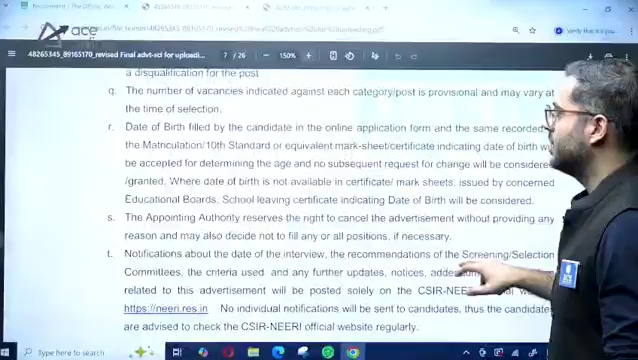 Recruitment | The Official We
Verify that it's you
ace
48265345_89165170_revised Final advt-sci for uploadi...
7 / 26
150%
a disqualification for the post
q. The number of vacancies indicated against each category/post is provisional and may vary at
the time of selection.
r. Date of Birth filled by the candidate in the online application form and the same recorded
the Matriculation/10th Standard or equivalent mark-sheet/certificate indicating date of birth wi
be accepted for determining the age and no subsequent request for change will be considere
/granted. Where date of birth is not available in certificate/ mark sheets, issued by concerned
Educational Boards, School leaving certificate indicating Date of Birth will be considered.
s. The Appointing Authority reserves the right to cancel the advertisement without providing any
reason and may also decide not to fill any or all positions, if necessary.
t. Notifications about the date of the interview, the recommendations of the Screening/Selection
Committees, the criteria used and any further updates, notices,
related to this advertisement will be posted solely on the CSIR-NEE
https://neeri.res.in No individual notifications will be sent to candidates, thus the candidate
are advised to check the CSIR-NEERI official website regularly.
Type here to search